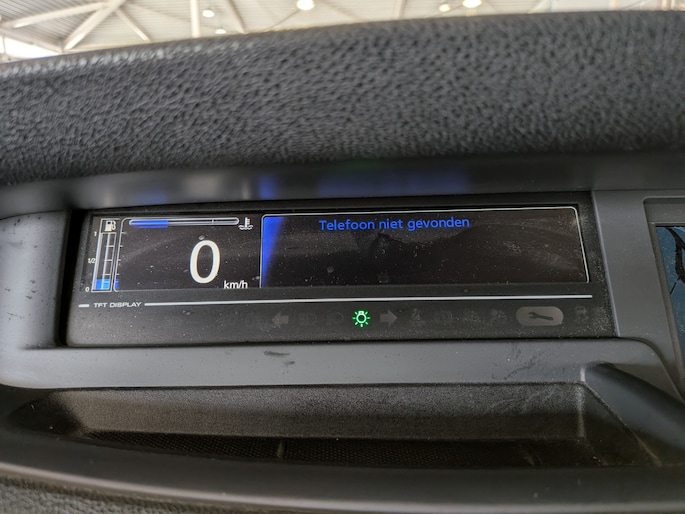 Telefoon niet gevonden
1
1/2
0
0
km/h
TFT DISPLAY